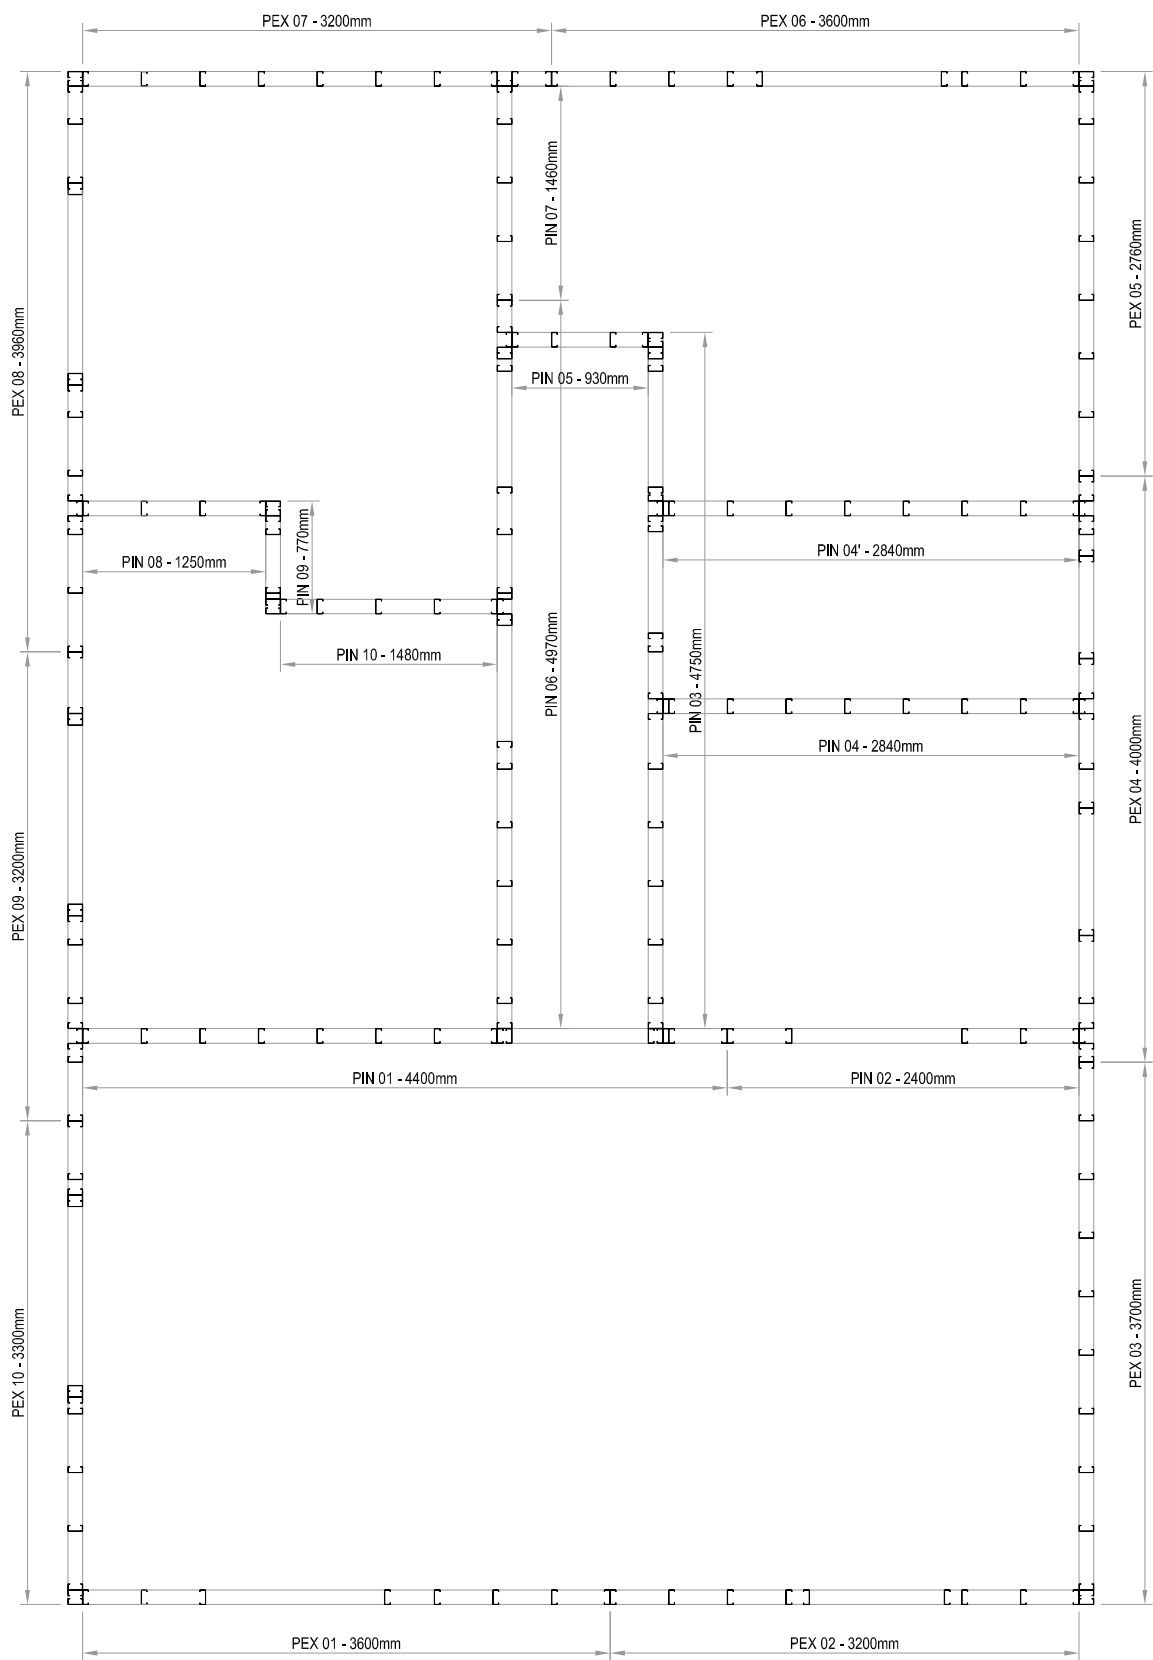 PEX 07 - 3200mm
PEX 06 - 3600mm
PIN 07 - 1460mm
PEX 05 - 2760mm
PEX 08 - 3960mm
PIN 05 - 930mm
PIN 08 - 1250mm
PIN 09 - 770mm
PIN 04' - 2840mm
PIN 10 - 1480mm
PIN 06 - 4970mm
PIN 03 - 4750mm
PIN 04 - 2840mm
PEX 04 - 4000mm
PEX 09 - 3200mm
PIN 01 - 4400mm
PIN 02 - 2400mm
PEX 10 - 3300mm
PEX 03 - 3700mm
PEX 01 - 3600mm
PEX 02 - 3200mm